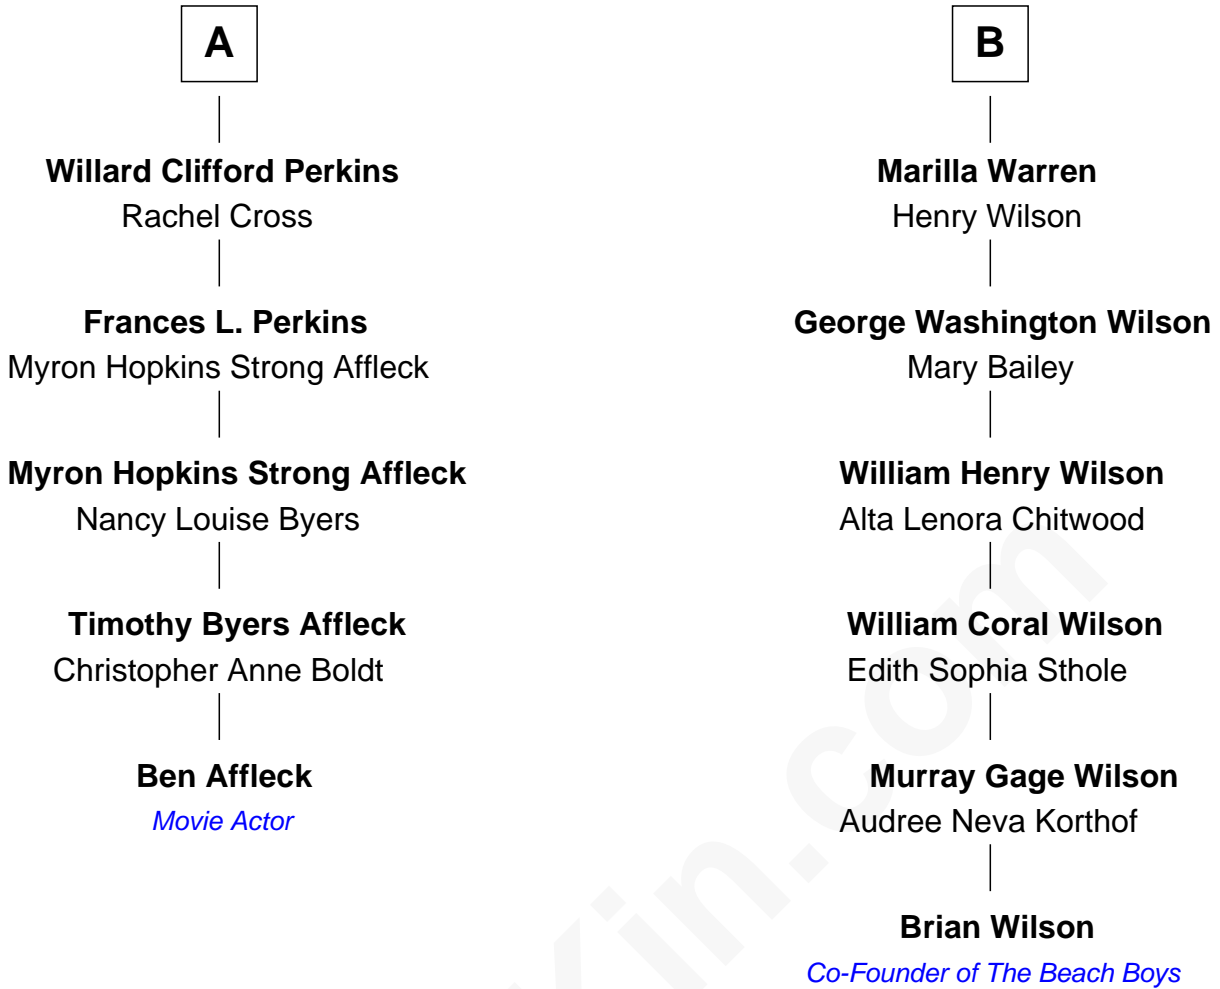 A
Willard Clifford Perkins
Rachel Cross
Frances L. Perkins
Myron Hopkins Strong Affleck
Myron Hopkins Strong Affleck
Nancy Louise Byers
Timothy Byers Affleck
Christopher Anne Boldt
Ben Affleck
Movie Actor
B
Marilla Warren
Henry Wilson
George Washington Wilson
Mary Bailey
William Henry Wilson
Alta Lenora Chitwood
William Coral Wilson
Edith Sophia Sthole
Murray Gage Wilson
Audree Neva Korthof
Brian Wilson
Co-Founder of The Beach Boys
Kin.com